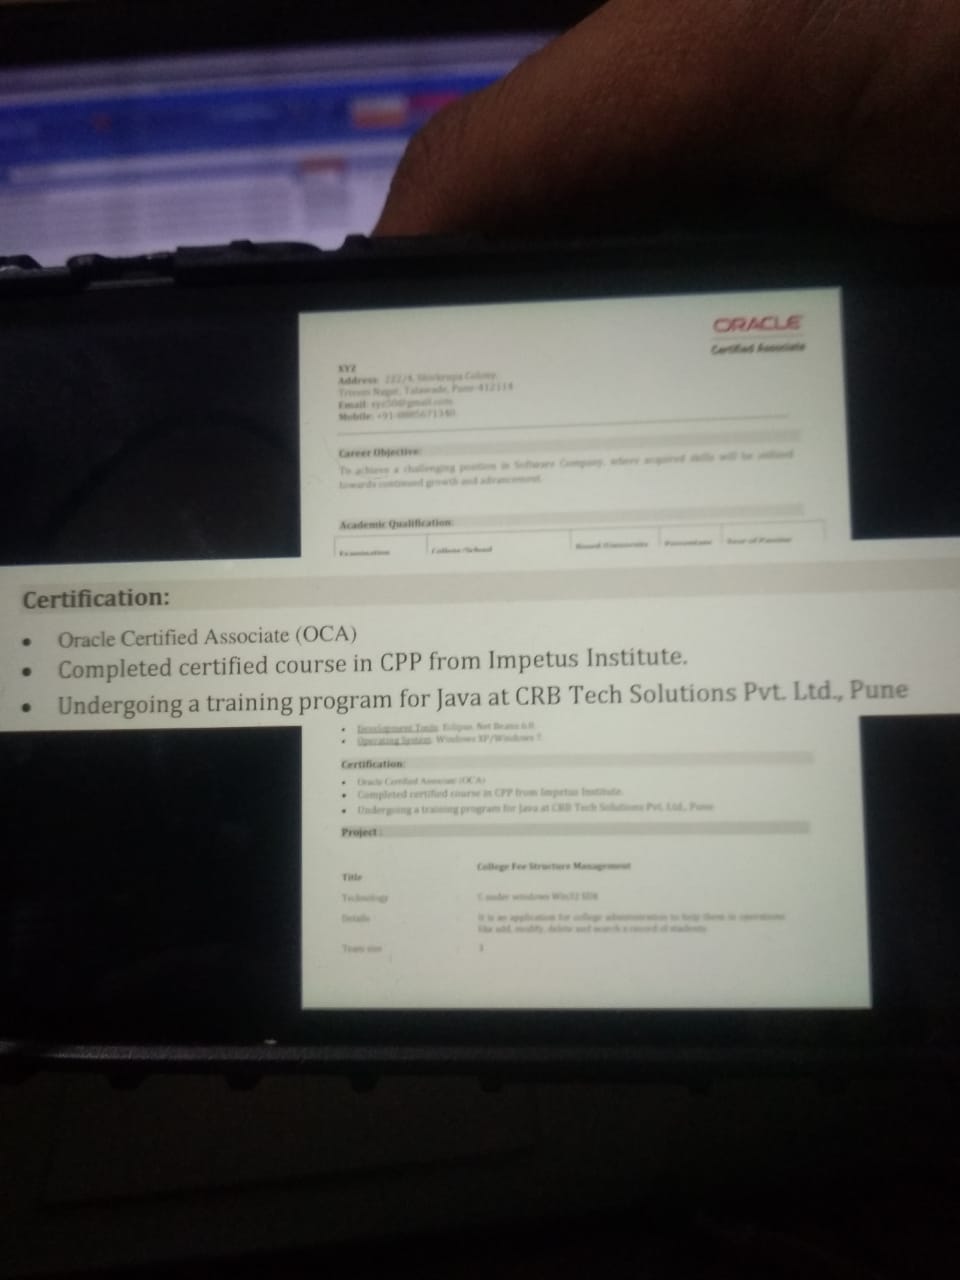 ORACLE
Certified Associate
XYZ
Address: 222/4, Colony,
Nagar, Talawade, Pune-412114
Email: xyz50@gmail.com
Mobile: +91
Career Objective:
To achieve a challenging position in Software Company, where acquired skills will be utilized
towards continued growth and advancement.
Academic Qualification:
Examination College/School Board/University Percentage Year of Passing
Certification:
• Oracle Certified Associate (OCA)
• Completed certified course in CPP from Impetus Institute.
• Undergoing a training program for Java at CRB Tech Solutions Pvt. Ltd., Pune
• Development Tools: Eclipse, Net Beans 6.0.
• Operating System: Windows XP/Windows 7.
Certification:
• Oracle Certified Associate (OCA)
• Completed certified course in CPP from Impetus Institute.
• Undergoing a training program for Java at CRB Tech Solutions Pvt. Ltd., Pune
Project :
College Fee Structure Management
Title
Technology C under windows Win32 SDK
Details It is an application for college administration to help them in operations
like add, modify, delete and search a record of students.
Team size 3